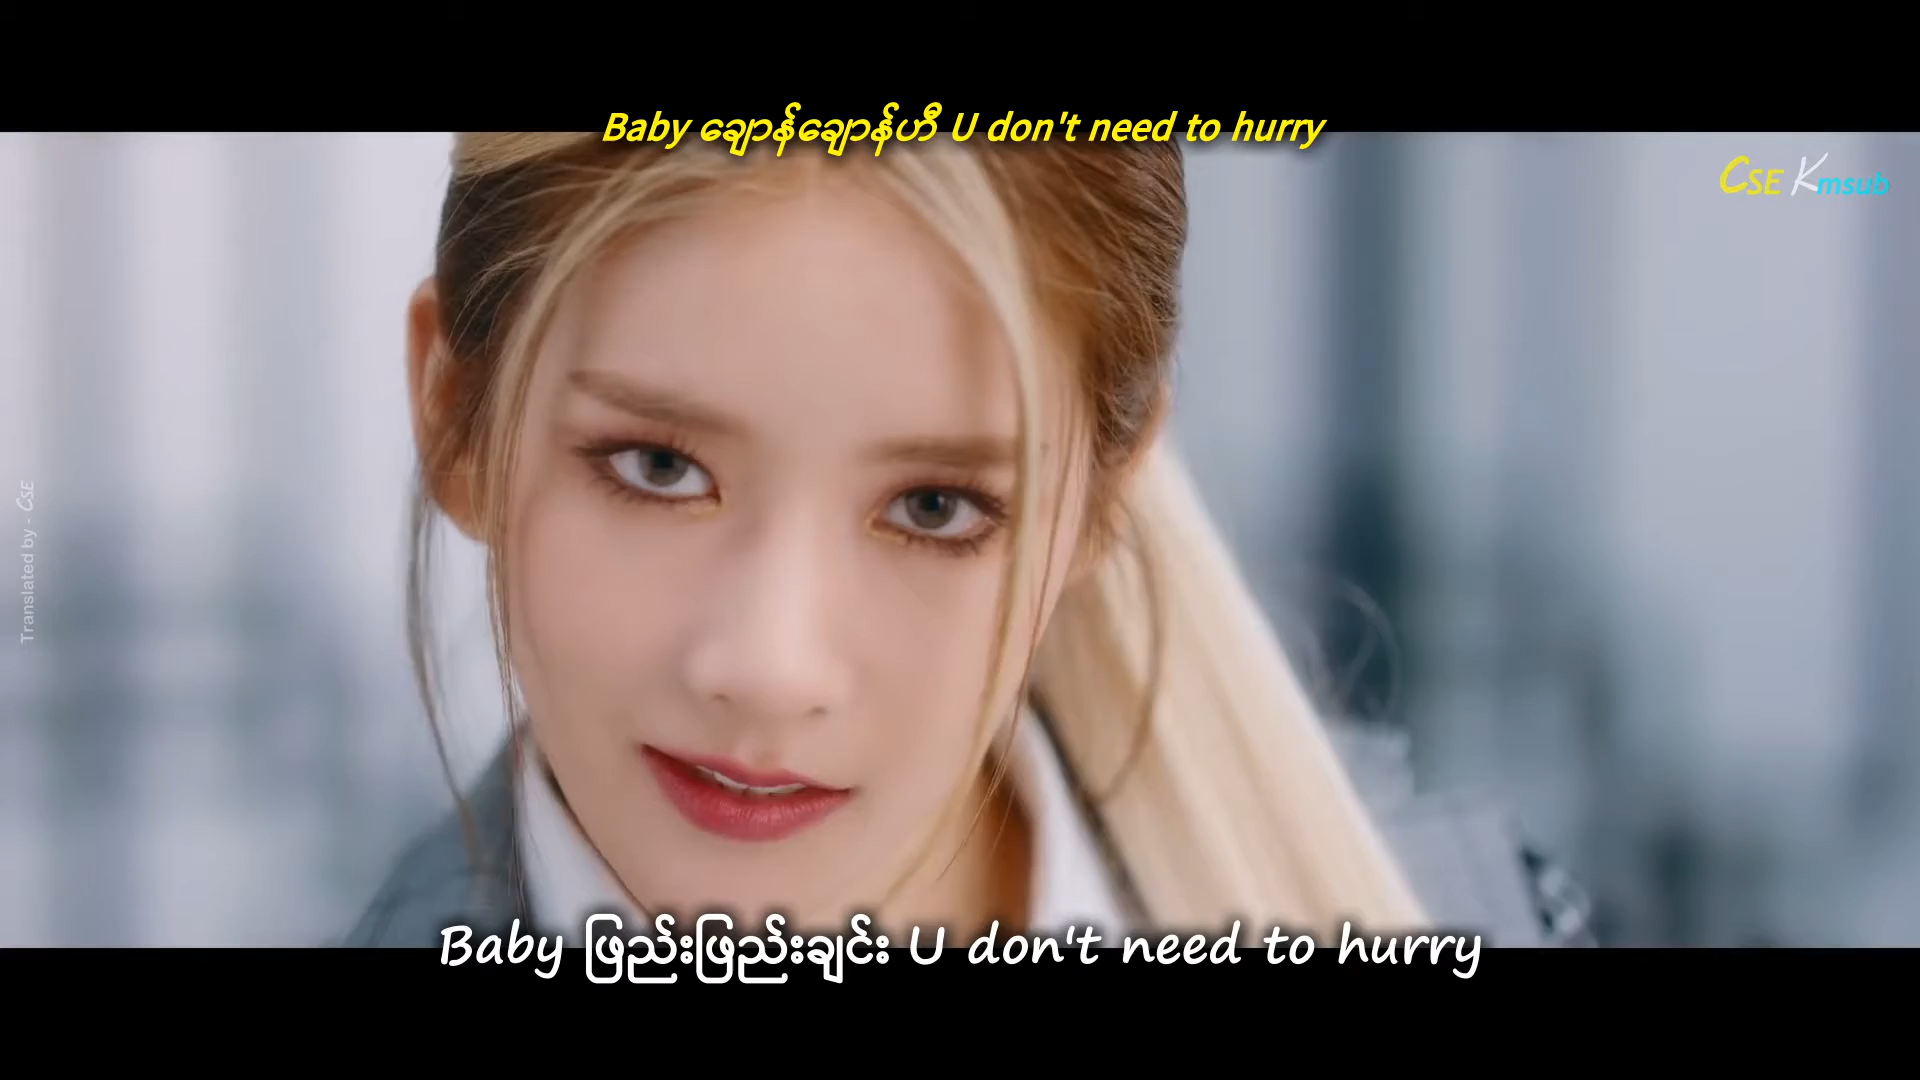 Baby ချောန်ချောန်ဟီ U don't need to hurry
CSE Kmsub
Translated by - CSE
Baby ဖြည်းဖြည်းချင်း U don't need to hurry